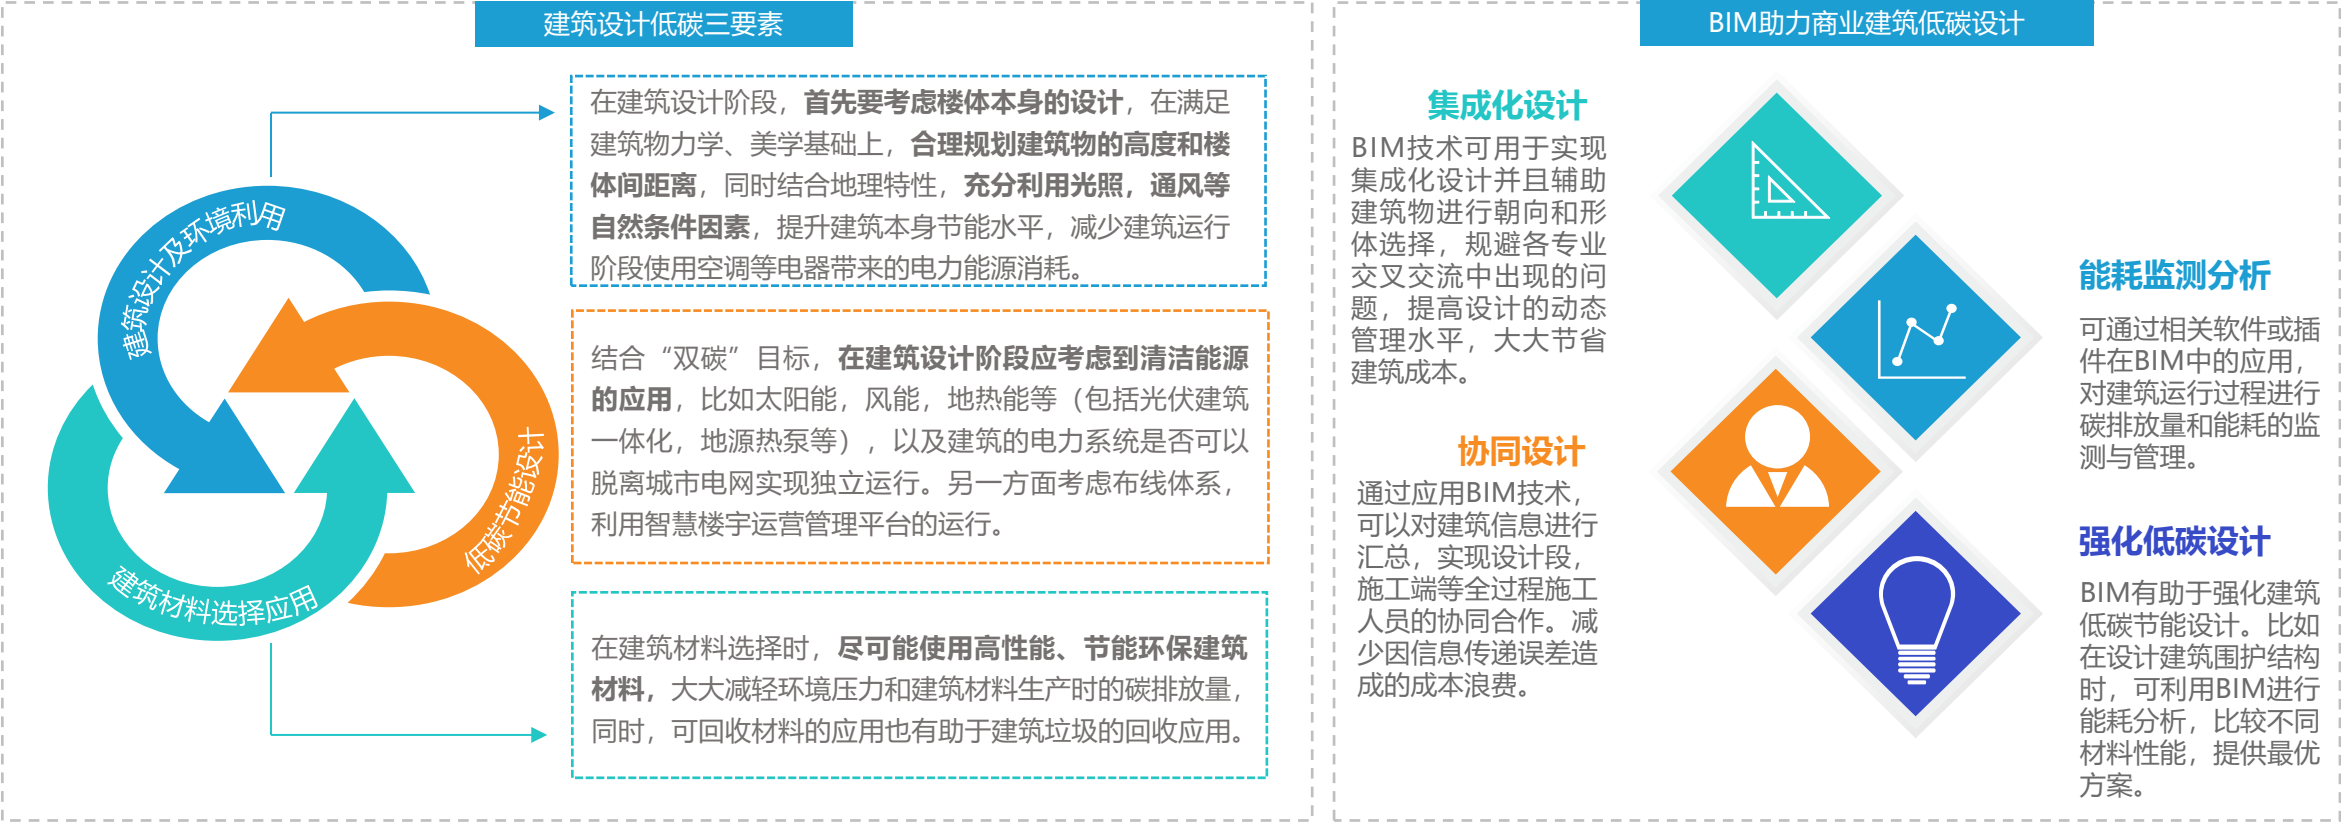 建筑设计低碳三要素
建筑设计及环境利用
低碳节能设计
建筑材料选择应用
在建筑设计阶段，首先要考虑楼体本身的设计，在满足
建筑物力学、美学基础上，合理规划建筑物的高度和楼
体间距离，同时结合地理特性，充分利用光照，通风等
自然条件因素，提升建筑本身节能水平，减少建筑运行
阶段使用空调等电器带来的电力能源消耗。
结合“双碳”目标，在建筑设计阶段应考虑到清洁能源
的应用，比如太阳能，风能，地热能等（包括光伏建筑
一体化，地源热泵等），以及建筑的电力系统是否可以
脱离城市电网实现独立运行。另一方面考虑布线体系，
利用智慧楼宇运营管理平台的运行。
在建筑材料选择时，尽可能使用高性能、节能环保建筑
材料，大大减轻环境压力和建筑材料生产时的碳排放量，
同时，可回收材料的应用也有助于建筑垃圾的回收应用。
BIM助力商业建筑低碳设计
集成化设计
BIM技术可用于实现
集成化设计并且辅助
建筑物进行朝向和形
体选择，规避各专业
交叉交流中出现的问
题，提高设计的动态
管理水平，大大节省
建筑成本。
协同设计
通过应用BIM技术，
可以对建筑信息进行
汇总，实现设计段，
施工端等全过程施工
人员的协同合作。减
少因信息传递误差造
成的成本浪费。
能耗监测分析
可通过相关软件或插
件在BIM中的应用，
对建筑运行过程进行
碳排放量和能耗的监
测与管理。
强化低碳设计
BIM有助于强化建筑
低碳节能设计。比如
在设计建筑围护结构
时，可利用BIM进行
能耗分析，比较不同
材料性能，提供最优
方案。